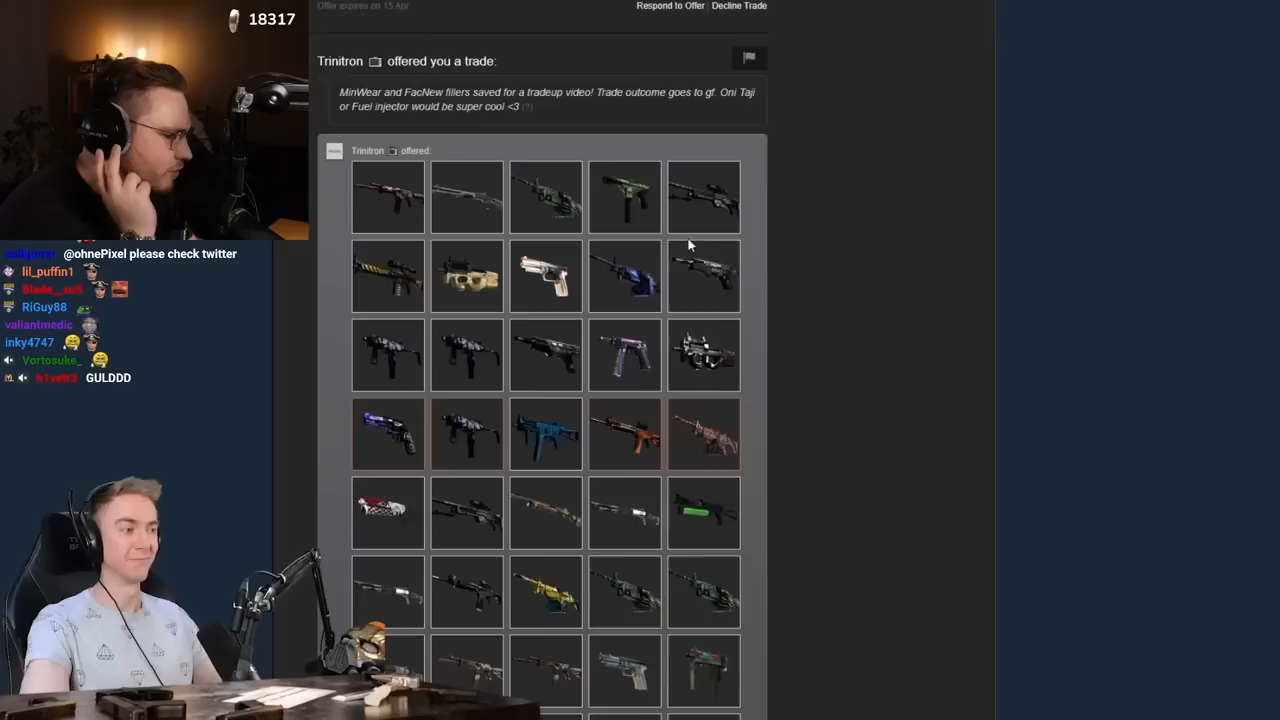 18317
Offer expires on 15 Apr
Respond to Offer | Decline Trade
Trinitron offered you a trade:
MinWear and FacNew fillers saved for a tradeup video! Trade outcome goes to gf. Oni Taji
or Fuel injector would be super cool <3 (?)
Trinitron offered:
@ohnePixel please check twitter
lil_puffin1
RiGuy88
valiantmedic
inky4747
Vortosuke_
GULDDD